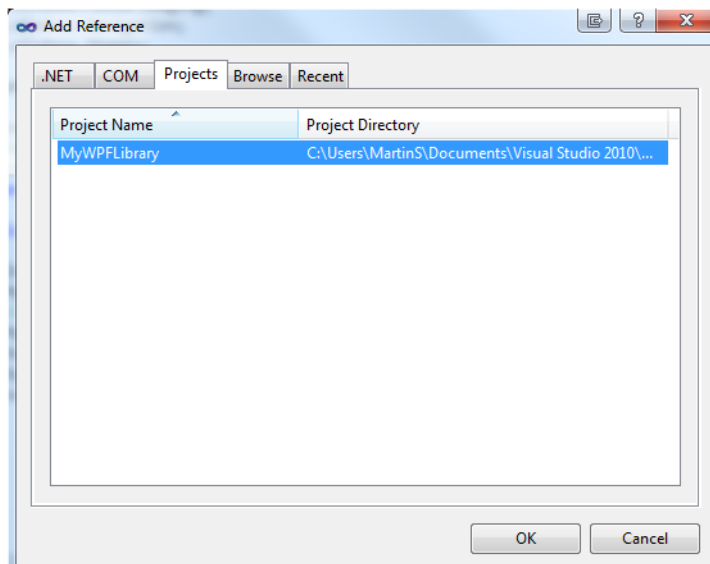 Add Reference
.NET COM Projects Browse Recent
Project Name Project Directory
MyWPFLibrary C:\Users\MartinS\Documents\Visual Studio 2010\...
OK Cancel